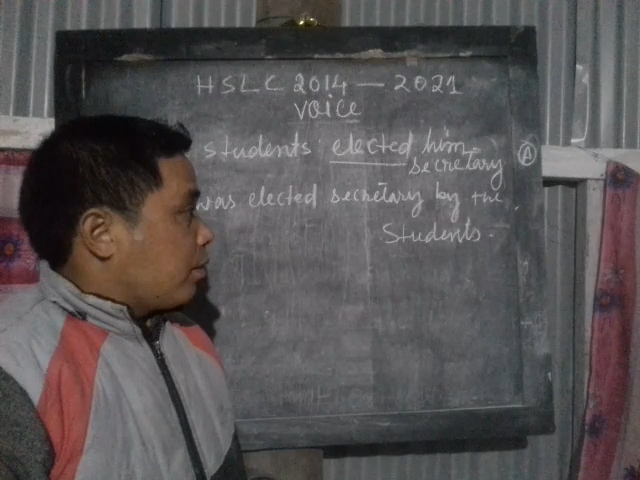 HSLC 2014 — 2021
voice
students elected him
secretary
Ⓐ
was elected secretary by the
Students.